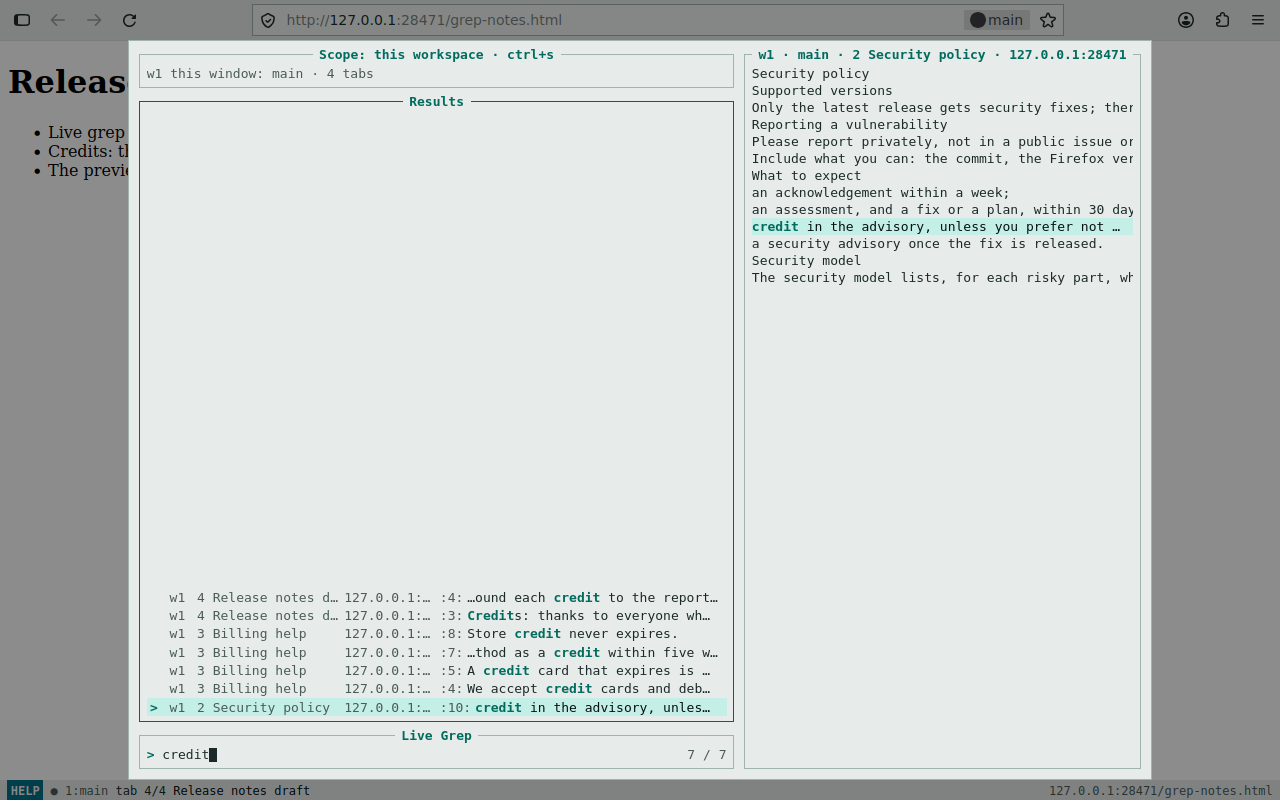 http://127.0.0.1:28471/grep-notes.html
main
Releas
• Live grep
• Credits: th
• The previe
Scope: this workspace · ctrl+s
w1 this window: main · 4 tabs
Results
w1 4 Release notes d… 127.0.0.1:… :4: …ound each credit to the report…
w1 4 Release notes d… 127.0.0.1:… :3: Credits: thanks to everyone wh…
w1 3 Billing help 127.0.0.1:… :8: Store credit never expires.
w1 3 Billing help 127.0.0.1:… :7: …thod as a credit within five w…
w1 3 Billing help 127.0.0.1:… :5: A credit card that expires is …
w1 3 Billing help 127.0.0.1:… :4: We accept credit cards and deb…
> w1 2 Security policy 127.0.0.1:… :10: credit in the advisory, unles…
Live Grep
> credit 7 / 7
w1 · main · 2 Security policy · 127.0.0.1:28471
Security policy
Supported versions
Only the latest release gets security fixes; ther
Reporting a vulnerability
Please report privately, not in a public issue or
Include what you can: the commit, the Firefox ver
What to expect
an acknowledgement within a week;
an assessment, and a fix or a plan, within 30 day
credit in the advisory, unless you prefer not …
a security advisory once the fix is released.
Security model
The security model lists, for each risky part, wh
HELP ● 1:main tab 4/4 Release notes draft 127.0.0.1:28471/grep-notes.html